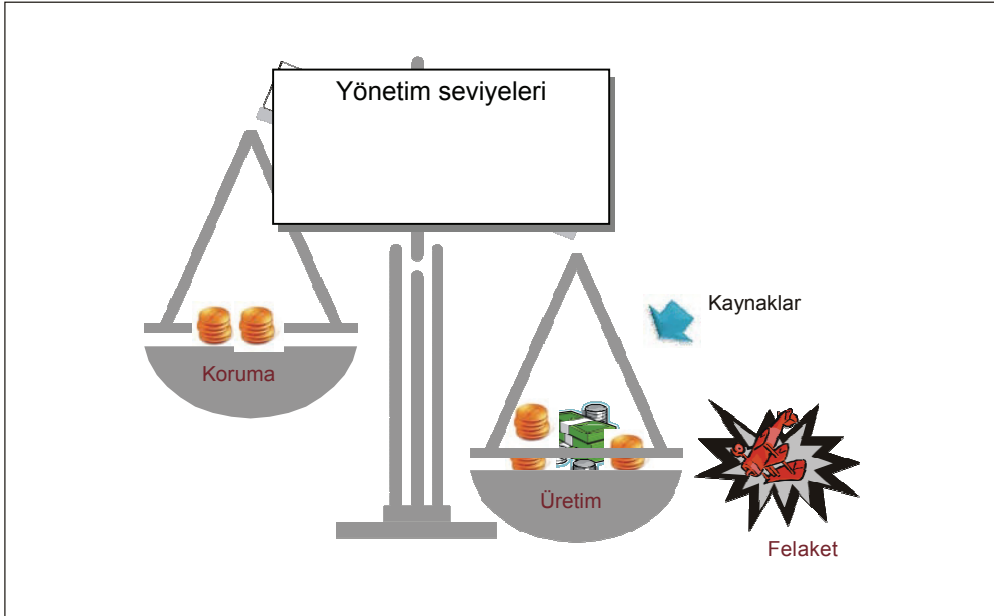 Yönetim seviyeleri
Kaynaklar
Koruma
Üretim
Felaket